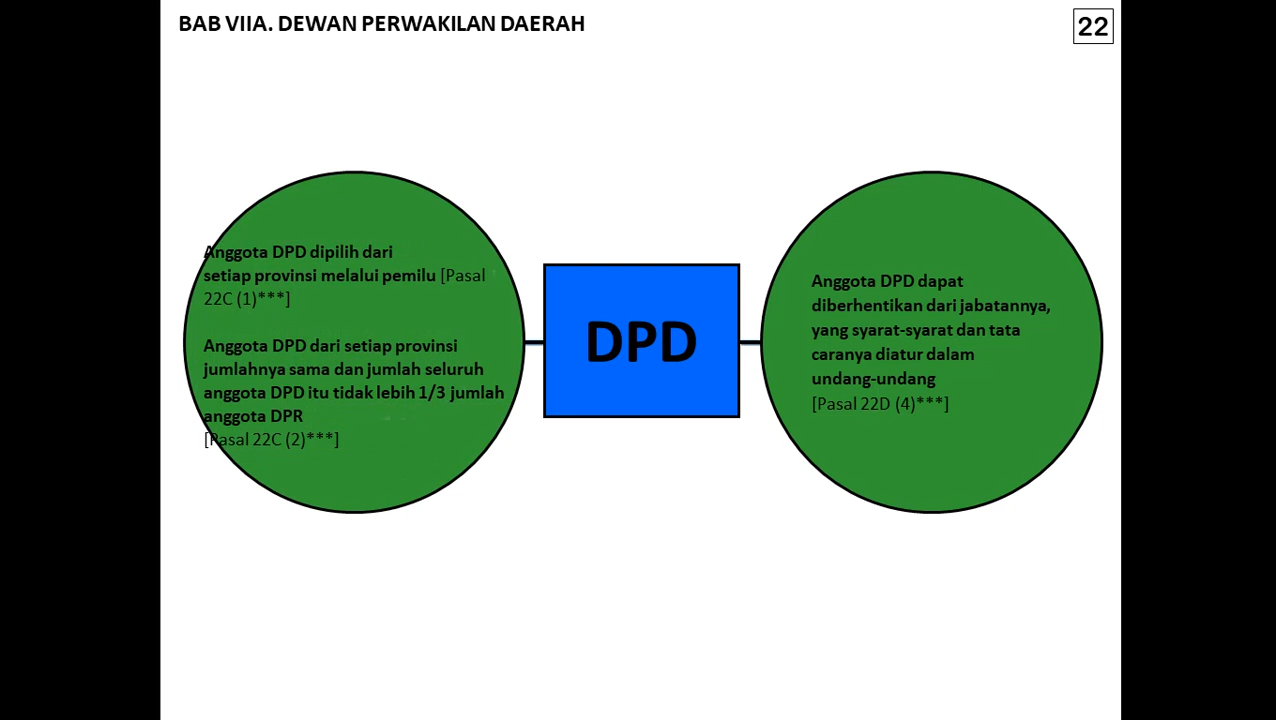 BAB VIIA. DEWAN PERWAKILAN DAERAH
22
Anggota DPD dipilih dari
setiap provinsi melalui pemilu [Pasal
22C (1)***]
Anggota DPD dari setiap provinsi
jumlahnya sama dan jumlah seluruh
anggota DPD itu tidak lebih 1/3 jumlah
anggota DPR
[Pasal 22C (2)***]
DPD
Anggota DPD dapat
diberhentikan dari jabatannya,
yang syarat-syarat dan tata
caranya diatur dalam
undang-undang
[Pasal 22D (4)***]